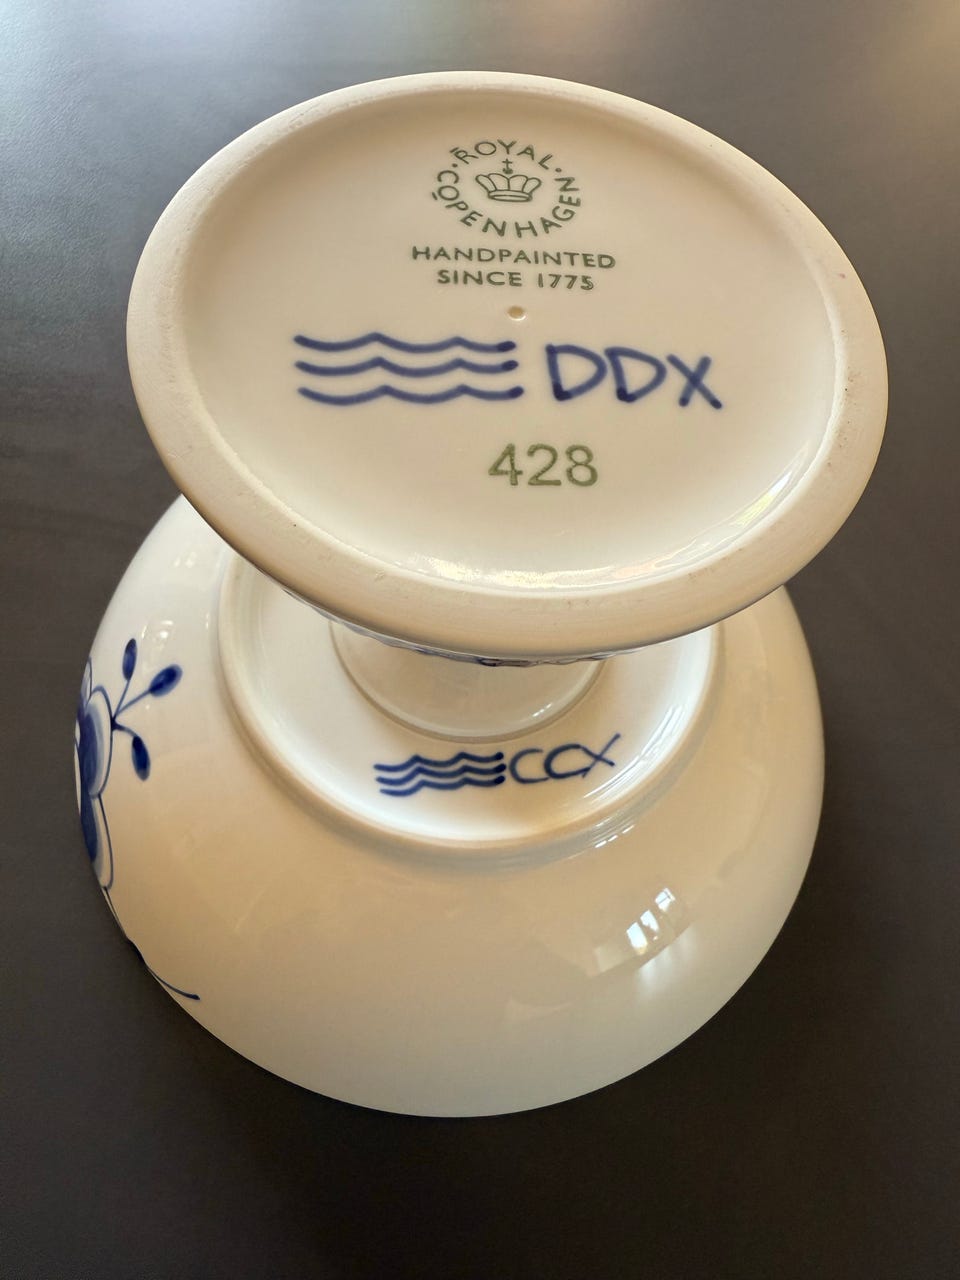 ROYAL · COPENHAGEN ·
HANDPAINTED
SINCE 1775
DDX
428
CCX